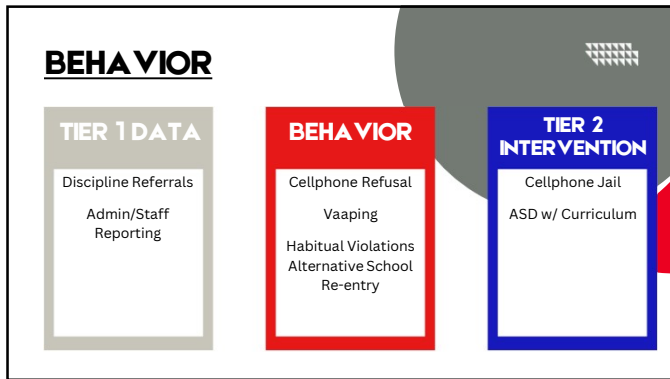 BEHAVIOR
TIER 1 DATA
Discipline Referrals
Admin/Staff
Reporting
BEHAVIOR
Cellphone Refusal
Vaaping
Habitual Violations
Alternative School
Re-entry
TIER 2
INTERVENTION
Cellphone Jail
ASD w/ Curriculum